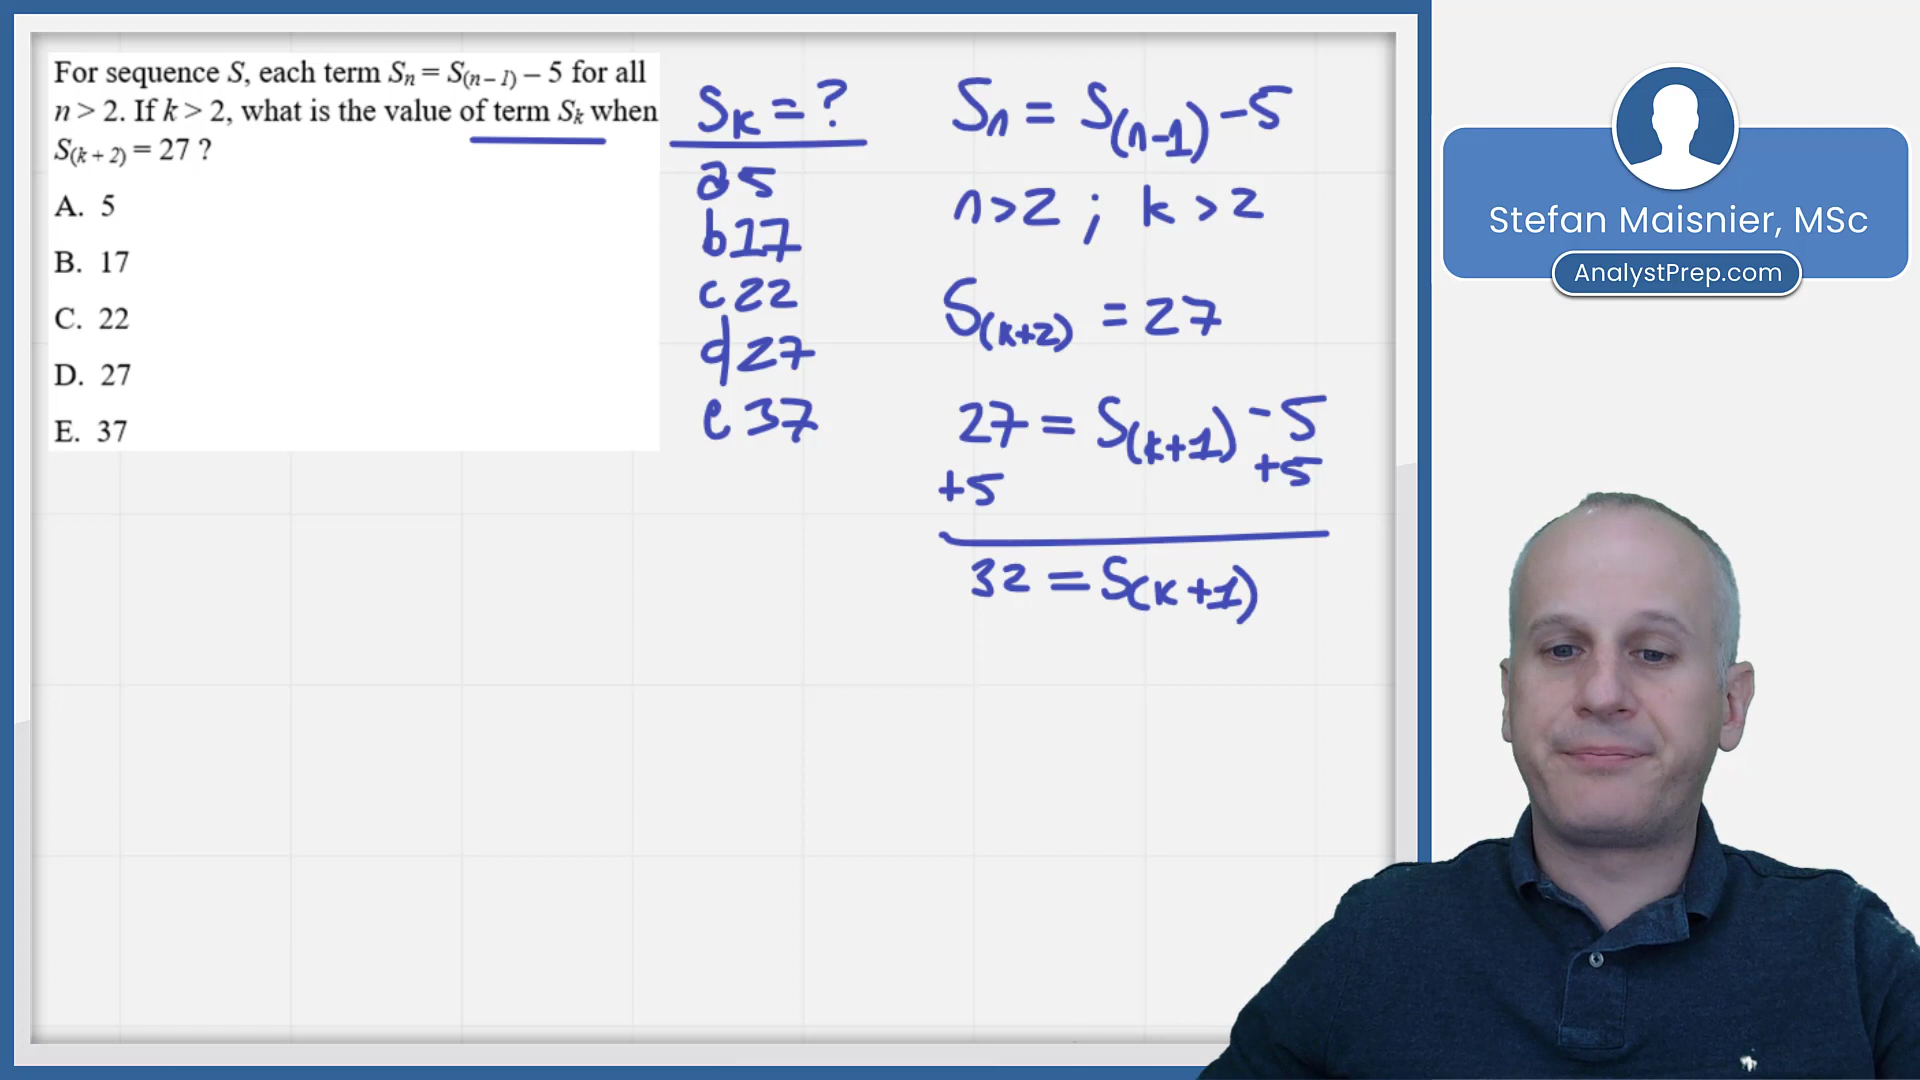 For sequence S, each term Sn = S(n – 1) – 5 for all
n > 2. If k > 2, what is the value of term Sk when
S(k + 2) = 27 ?
A. 5
B. 17
C. 22
D. 27
E. 37
Sk = ?
a 5
b 17
c 22
d 27
e 37
Sn = S(n-1) -5
n>2 ; k >2
S(k+2) = 27
27 = S(k+1) -5
+5 +5
32 = S(k+1)
Stefan Maisnier, MSc
AnalystPrep.com